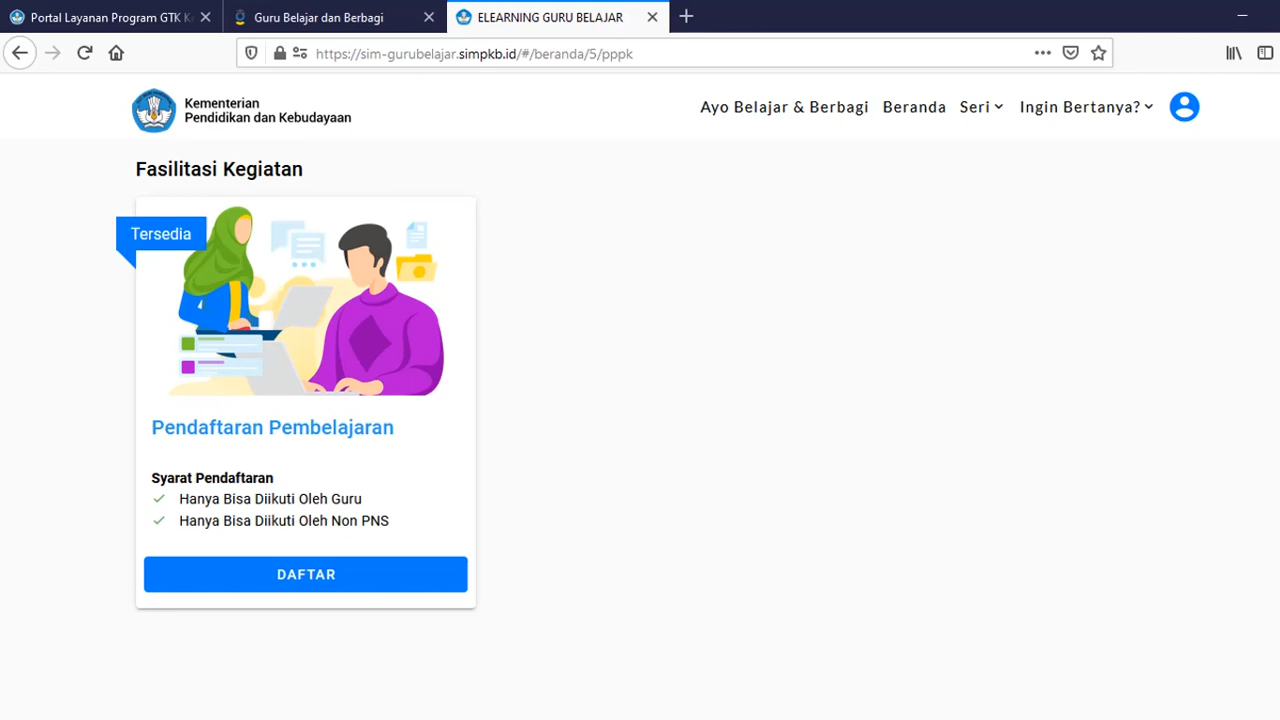 Portal Layanan Program GTK K
Guru Belajar dan Berbagi
ELEARNING GURU BELAJAR
https://sim-gurubelajar.simpkb.id/#/beranda/5/pppk
Kementerian
Pendidikan dan Kebudayaan
Ayo Belajar & Berbagi
Beranda
Seri
Ingin Bertanya?
Fasilitasi Kegiatan
Tersedia
Pendaftaran Pembelajaran
Syarat Pendaftaran
Hanya Bisa Diikuti Oleh Guru
Hanya Bisa Diikuti Oleh Non PNS
DAFTAR